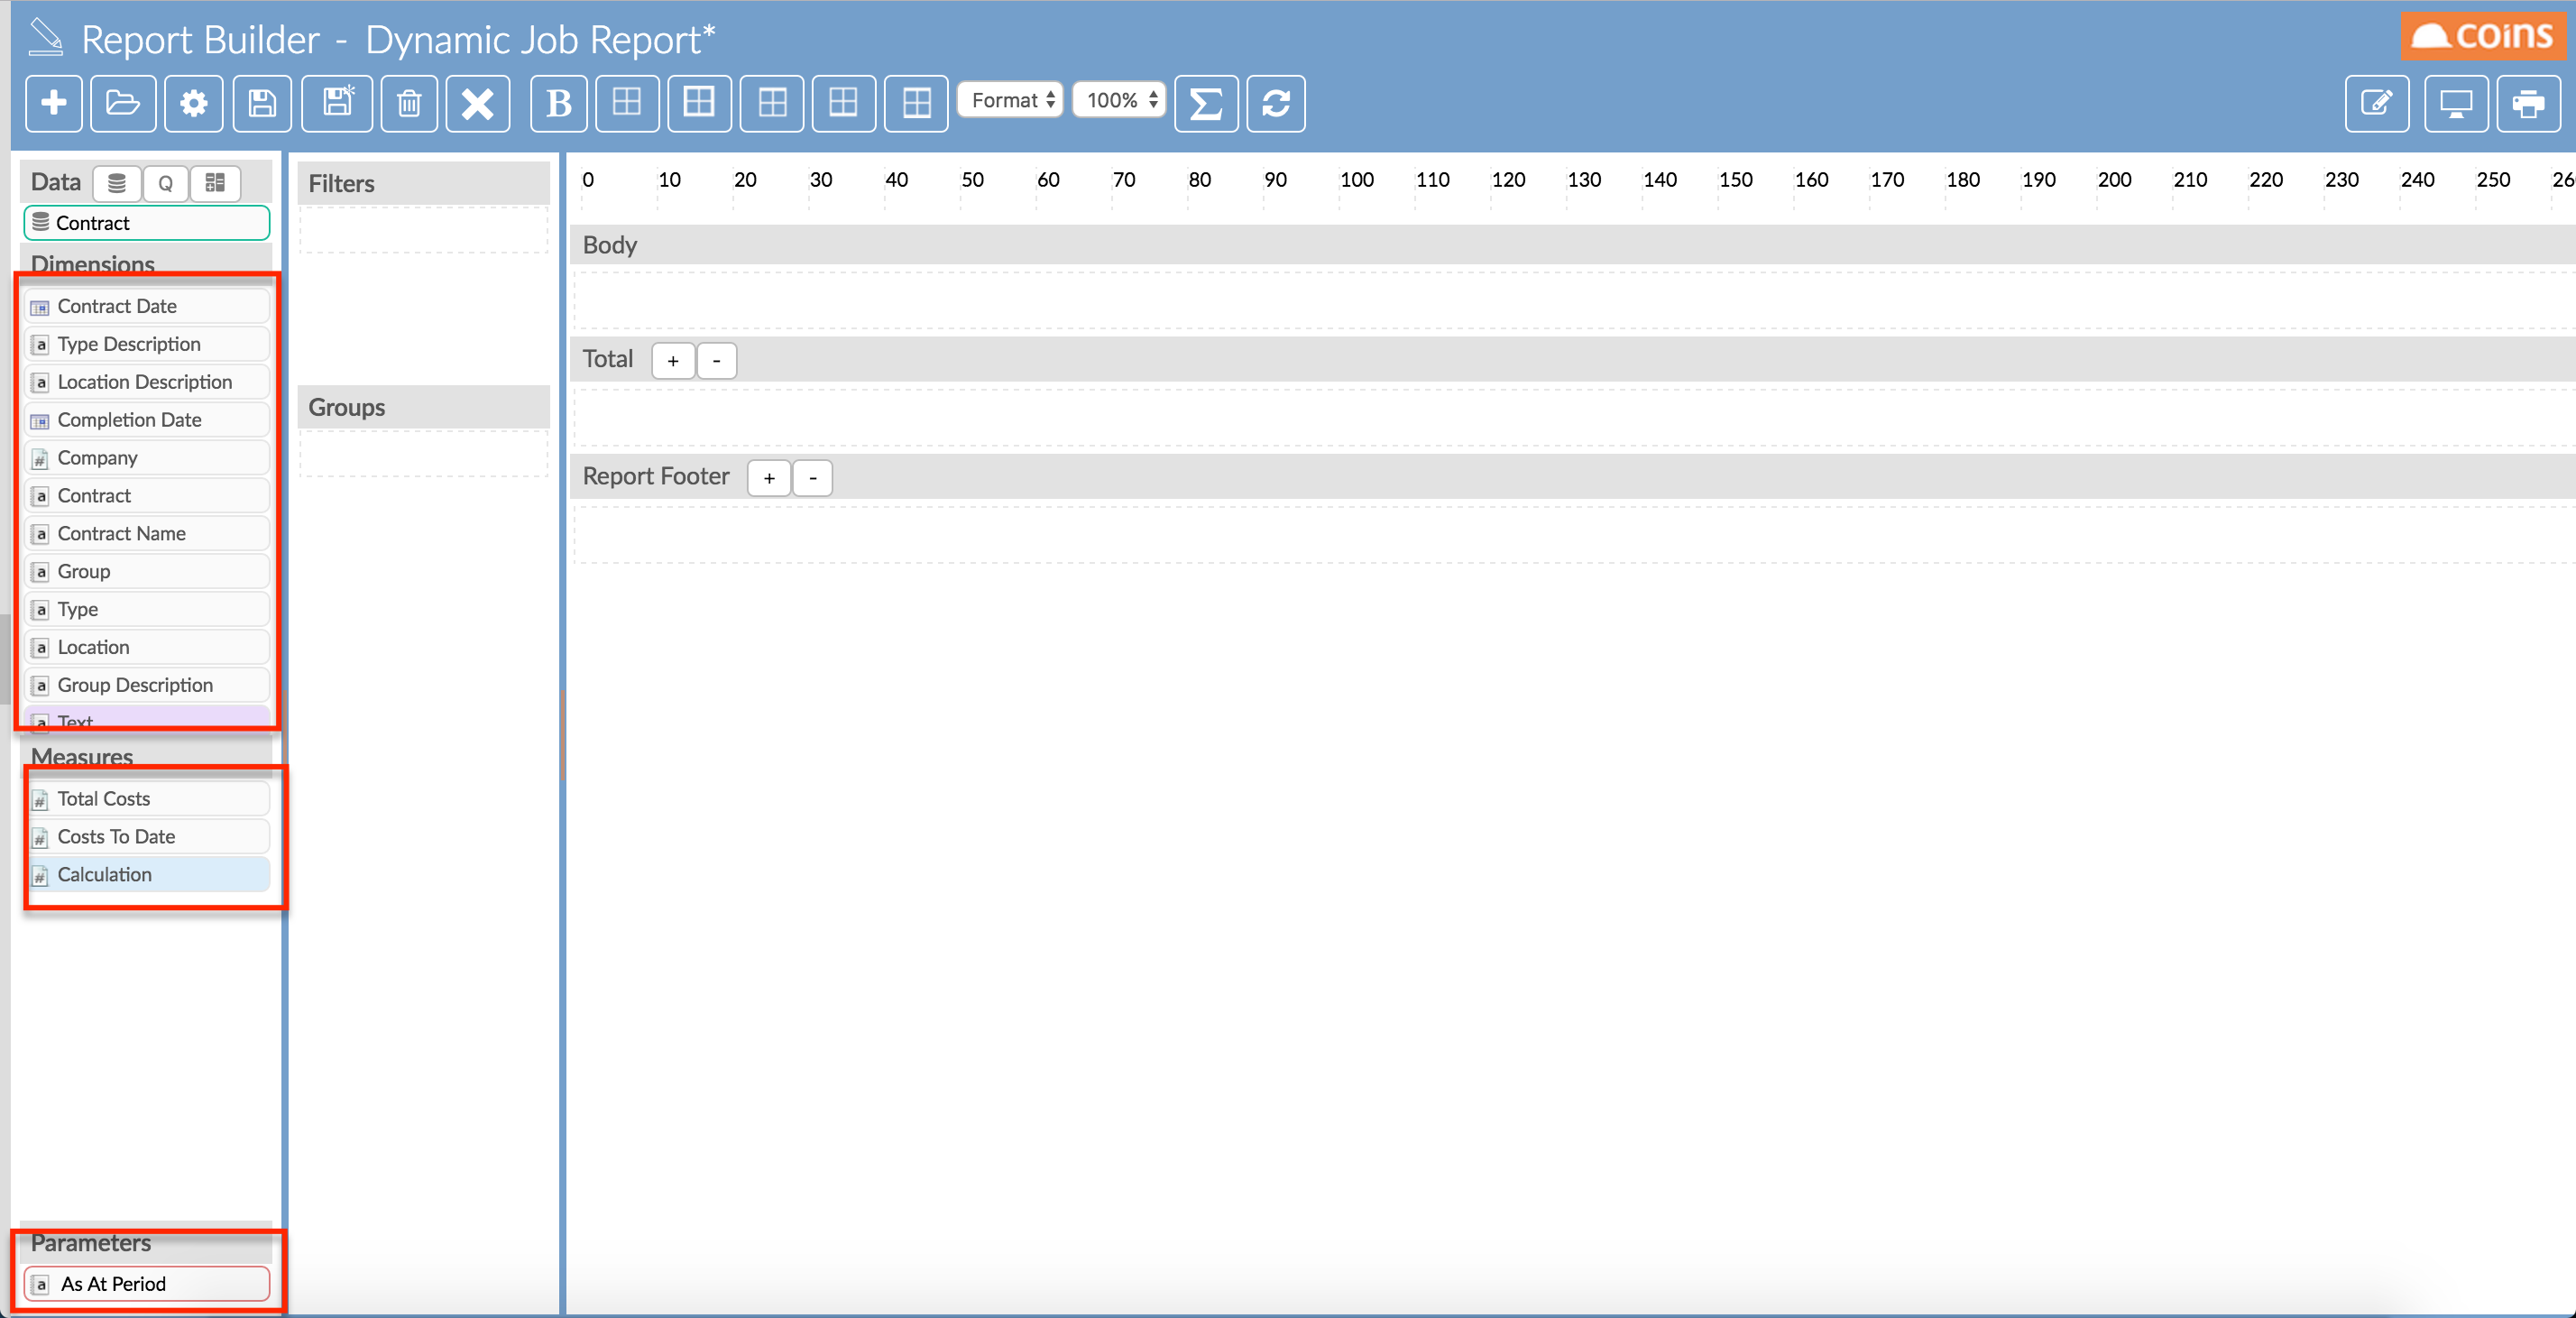 Report Builder - Dynamic Job Report*
coins
B
Format
100%
Σ
Data
Q
Contract
Dimensions
Contract Date
Type Description
Location Description
Completion Date
Company
Contract
Contract Name
Group
Type
Location
Group Description
Text
Measures
Total Costs
Costs To Date
Calculation
Parameters
As At Period
Filters
Groups
0 10 20 30 40 50 60 70 80 90 100 110 120 130 140 150 160 170 180 190 200 210 220 230 240 250 26
Body
Total + -
Report Footer + -